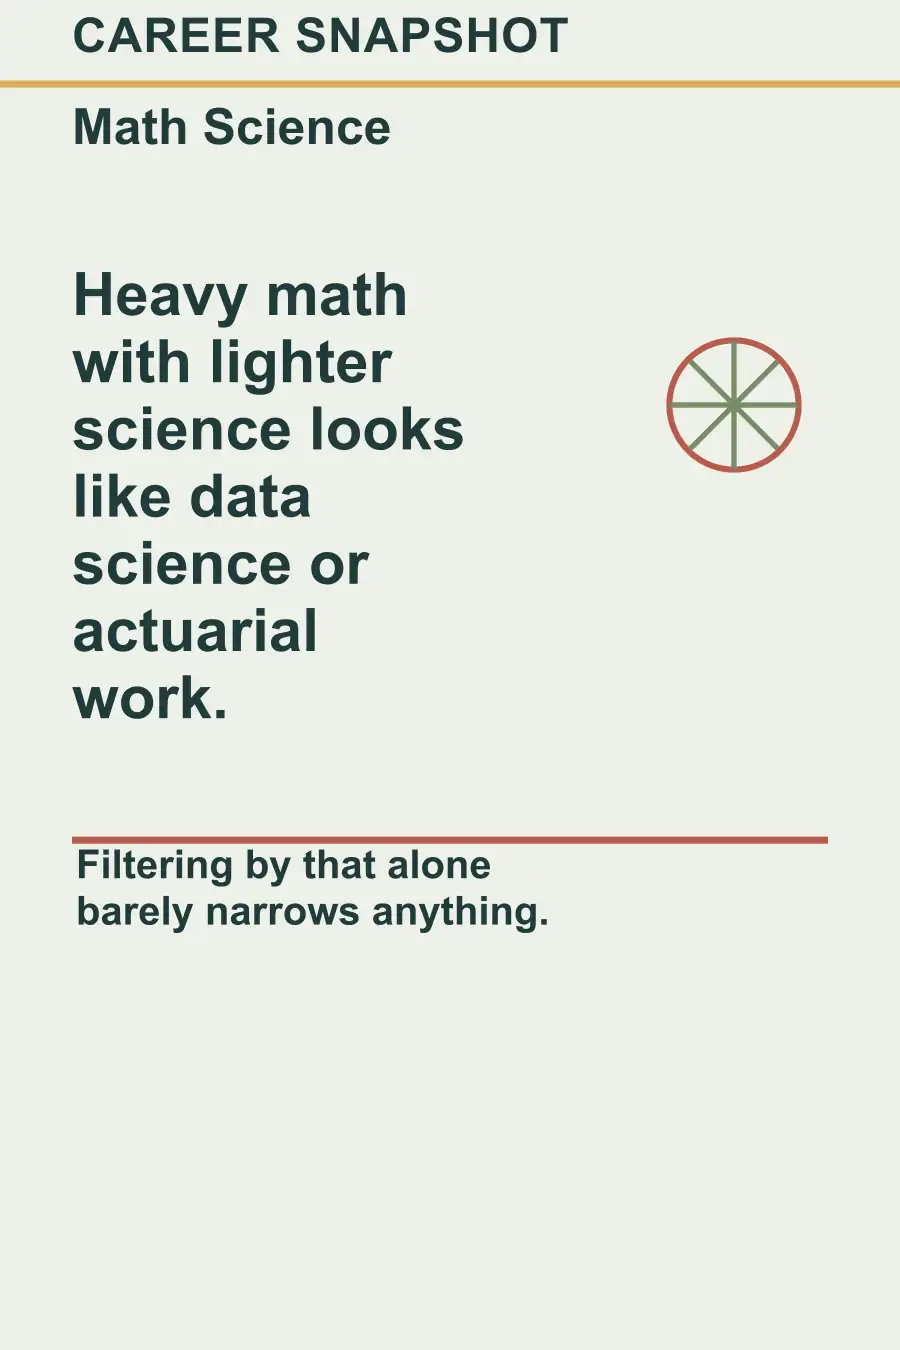 CAREER SNAPSHOT
Math Science
Heavy math
with lighter
science looks
like data
science or
actuarial
work.
Filtering by that alone
barely narrows anything.